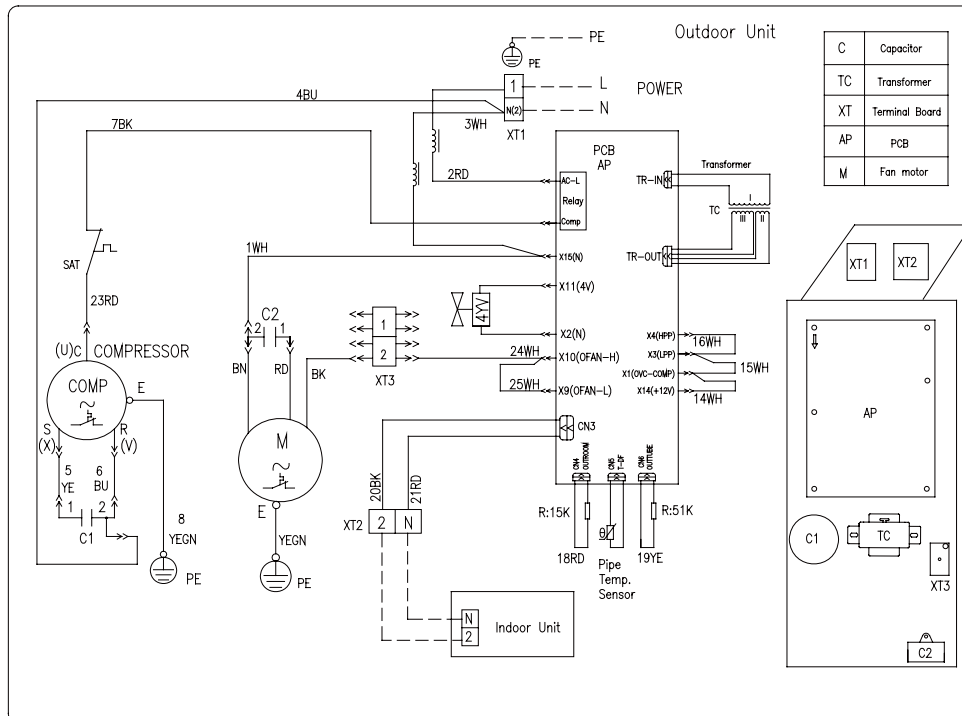 Outdoor Unit
PE
PE
L
N
POWER
1
N(2)
XT1
C Capacitor
TC Transformer
XT Terminal Board
AP PCB
M Fan motor
4BU
3WH
7BK
2RD
PCB
AP
AC-L
Relay
Comp
TR-IN
Transformer
TC
I
III
II
TR-OUT
1WH
X15(N)
SAT
X11(4V)
4YV
X2(N)
23RD
C2
2
1
BN
RD
BK
1
2
XT3
24WH
X10(OFAN-H)
25WH
X9(OFAN-L)
X4(HPP)
16WH
X3(LPP)
15WH
X1(OVC-COMP)
X14(+12V)
14WH
(U)C COMPRESSOR
COMP
E
S
(X)
R
(V)
5
YE
6
BU
1
2
C1
8
YEGN
PE
M
E
YEGN
PE
CN3
20BK
21RD
XT2
2
N
CN4
OUTROOM
CN5
T-DF
CN6
OUTTUBE
R:15K
θ
R:51K
18RD
19YE
Pipe
Temp.
Sensor
N
2
Indoor Unit
XT1
XT2
AP
C1
TC
XT3
C2